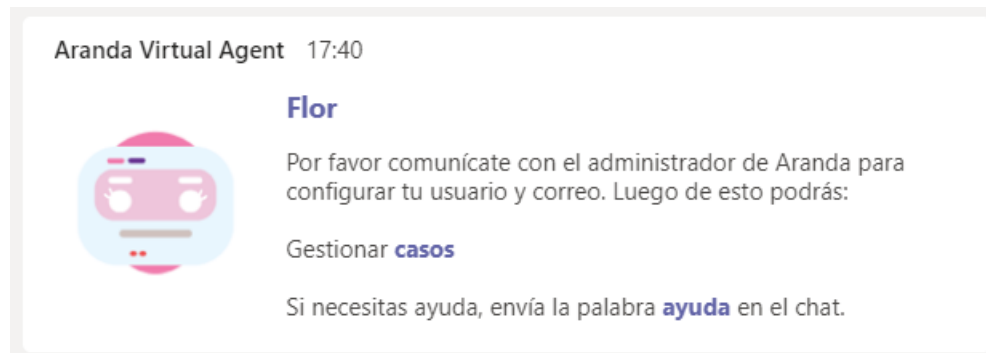 Aranda Virtual Agent 17:40
Flor
Por favor comunícate con el administrador de Aranda para
configurar tu usuario y correo. Luego de esto podrás:
Gestionar casos
Si necesitas ayuda, envía la palabra ayuda en el chat.